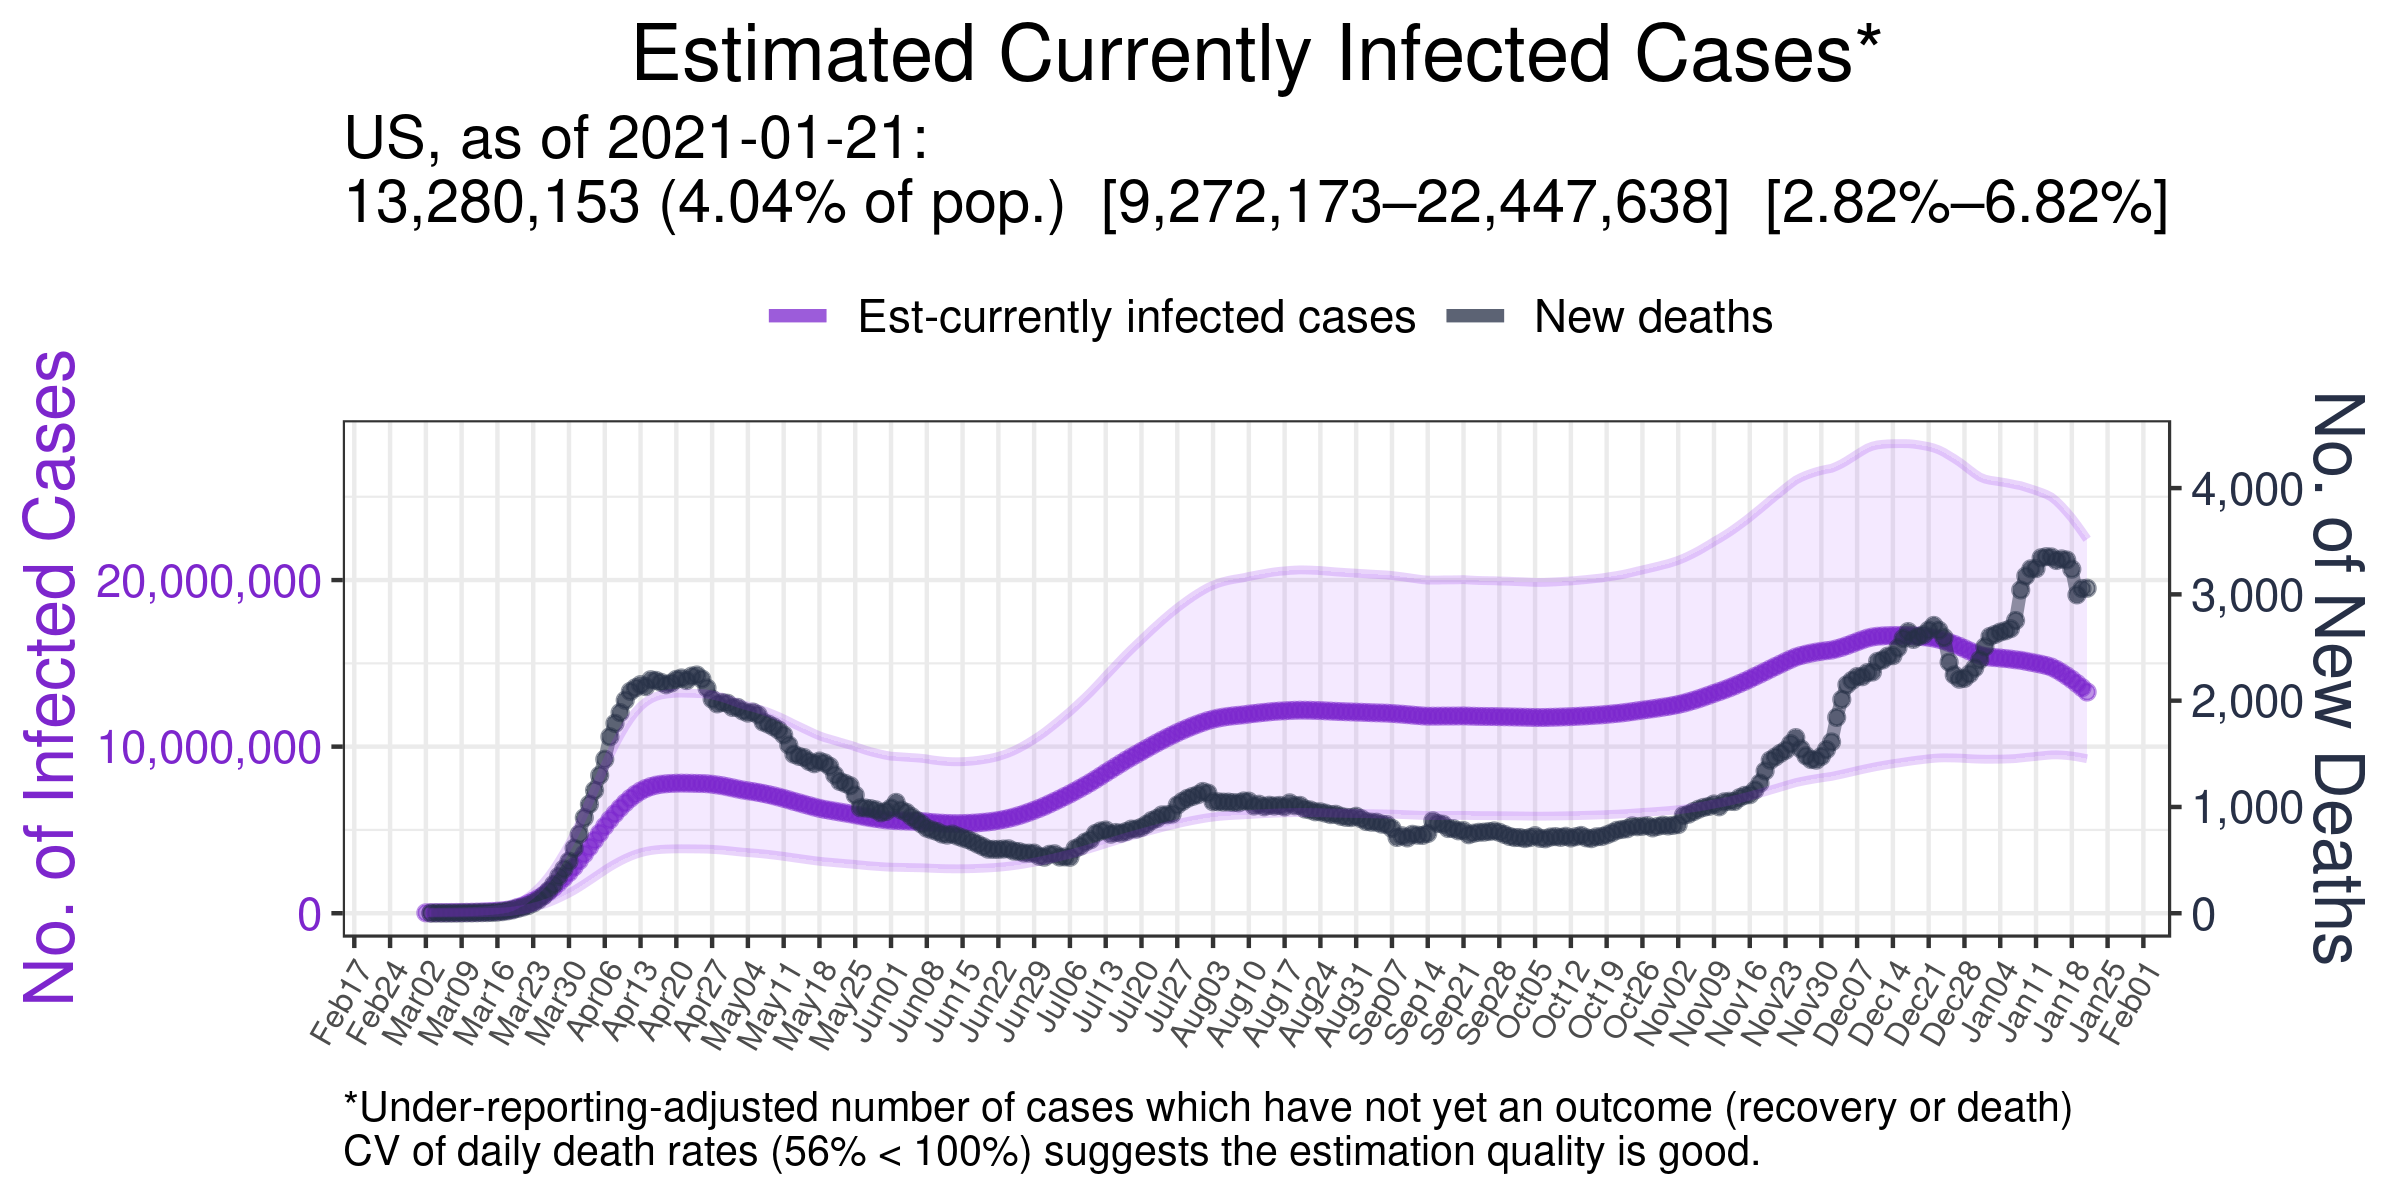 Estimated Currently Infected Cases*
US, as of 2021-01-21:
13,280,153 (4.04% of pop.) [9,272,173–22,447,638] [2.82%–6.82%]
Est-currently infected cases
New deaths
No. of Infected Cases
20,000,000
10,000,000
0
4,000
3,000
2,000
1,000
0
No. of New Deaths
Feb17
Feb24
Mar02
Mar09
Mar16
Mar23
Mar30
Apr06
Apr13
Apr20
Apr27
May04
May11
May18
May25
Jun01
Jun08
Jun15
Jun22
Jun29
Jul06
Jul13
Jul20
Jul27
Aug03
Aug10
Aug17
Aug24
Aug31
Sep07
Sep14
Sep21
Sep28
Oct05
Oct12
Oct19
Oct26
Nov02
Nov09
Nov16
Nov23
Nov30
Dec07
Dec14
Dec21
Dec28
Jan04
Jan11
Jan18
Jan25
Feb01
*Under-reporting-adjusted number of cases which have not yet an outcome (recovery or death)
CV of daily death rates (56% < 100%) suggests the estimation quality is good.